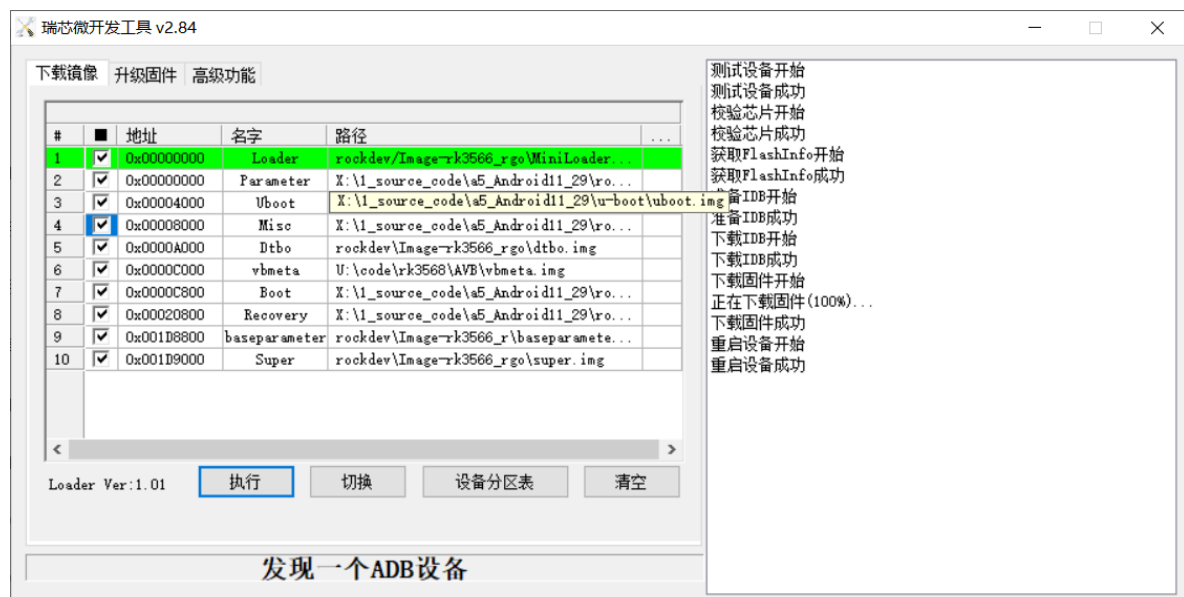 瑞芯微开发工具 v2.84
下载镜像 升级固件 高级功能
# 地址 名字 路径 ...
1 0x00000000 Loader rockdev/Image-rk3566_rgo\MiniLoader...
2 0x00000000 Parameter X:\1_source_code\a5_Android11_29\ro...
3 0x00004000 Uboot X:\1_source_code\a5_Android11_29\u-boot\uboot.img
4 0x00008000 Misc X:\1_source_code\a5_Android11_29\ro...
5 0x0000A000 Dtbo rockdev\Image-rk3566_rgo\dtbo.img
6 0x0000C000 vbmeta U:\code\rk3568\AVB\vbmeta.img
7 0x0000C800 Boot X:\1_source_code\a5_Android11_29\ro...
8 0x00020800 Recovery X:\1_source_code\a5_Android11_29\ro...
9 0x001D8800 baseparameter rockdev\Image-rk3566_r\baseparamete...
10 0x001D9000 Super rockdev\Image-rk3566_rgo\super.img
Loader Ver:1.01 执行 切换 设备分区表 清空
发现一个ADB设备
测试设备开始
测试设备成功
校验芯片开始
校验芯片成功
获取FlashInfo开始
获取FlashInfo成功
备IDB开始
准备IDB成功
下载IDB开始
下载IDB成功
下载固件开始
正在下载固件(100%)...
下载固件成功
重启设备开始
重启设备成功